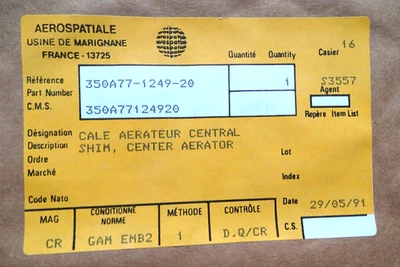 AEROSPATIALE
USINE DE MARIGNANE
FRANCE - 13725
Quantité Quantity
Casier 16
Référence
Part Number
C.M.S.
350A77-1249-20 1
350A77124920
S3557
Agent
Repère Item List
Désignation CALE AERATEUR CENTRAL
Description SHIM, CENTER AERATOR
Ordre
Marché
Lot
Index
Code Nato
Date 29/05/91
MAG CONDITIONNÉ NORME MÉTHODE CONTRÔLE
CR GAM EMB2 1 D.Q/CR
C.S.